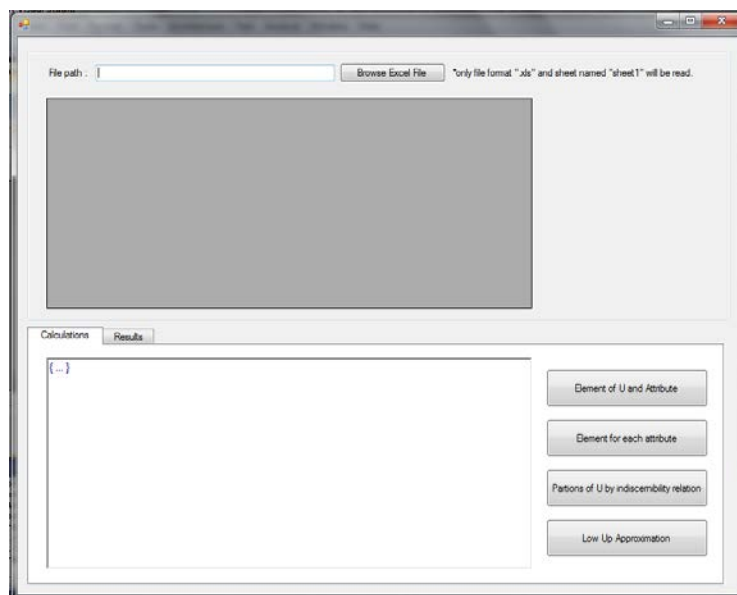 File path : Browse Excel File "only file format ".xls" and sheet named "sheet1" will be read.
Calculations Results
{ ... }
Element of U and Attribute
Element for each attribute
Partions of U by indiscernibility relation
Low Up Approximation